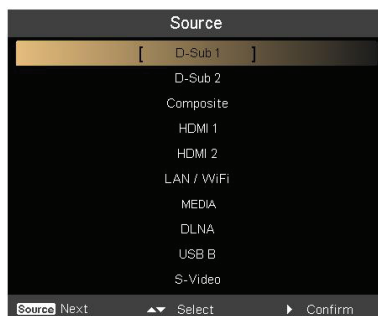 Source
[ D-Sub 1 ]
D-Sub 2
Composite
HDMI 1
HDMI 2
LAN / WiFi
MEDIA
DLNA
USB B
S-Video
Source Next ▲▼ Select ▶ Confirm